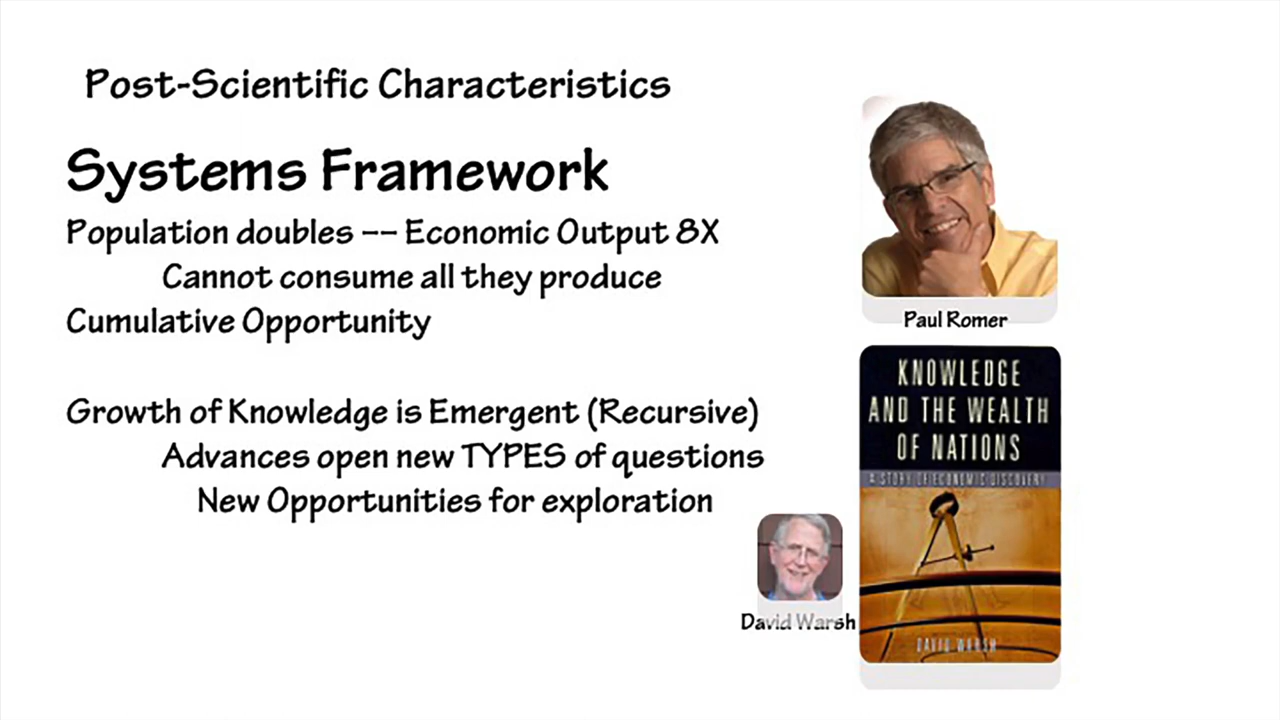 Post-Scientific Characteristics
Systems Framework
Population doubles -- Economic Output 8X
Cannot consume all they produce
Cumulative Opportunity
Growth of Knowledge is Emergent (Recursive)
Advances open new TYPES of questions
New Opportunities for exploration
Paul Romer
KNOWLEDGE
AND THE WEALTH
OF NATIONS
A STORY OF ECONOMIC DISCOVERY
David Warsh
DAVID WARSH